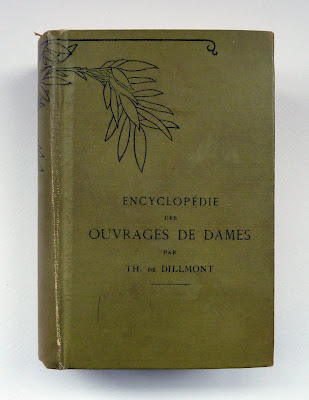 ENCYCLOPÉDIE
DES
OUVRAGES DE DAMES
PAR
TH. DE DILLMONT